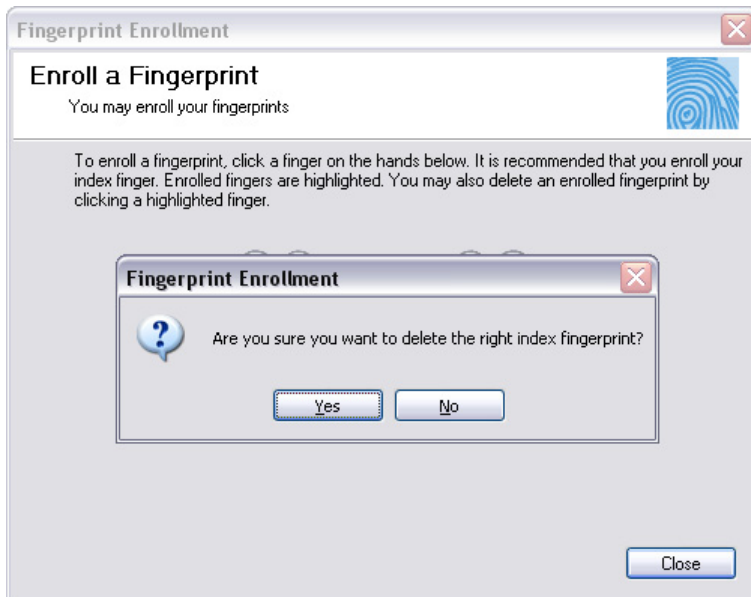 Fingerprint Enrollment
Enroll a Fingerprint
You may enroll your fingerprints
To enroll a fingerprint, click a finger on the hands below. It is recommended that you enroll your
index finger. Enrolled fingers are highlighted. You may also delete an enrolled fingerprint by
clicking a highlighted finger.
Fingerprint Enrollment
Are you sure you want to delete the right index fingerprint?
Yes No
Close